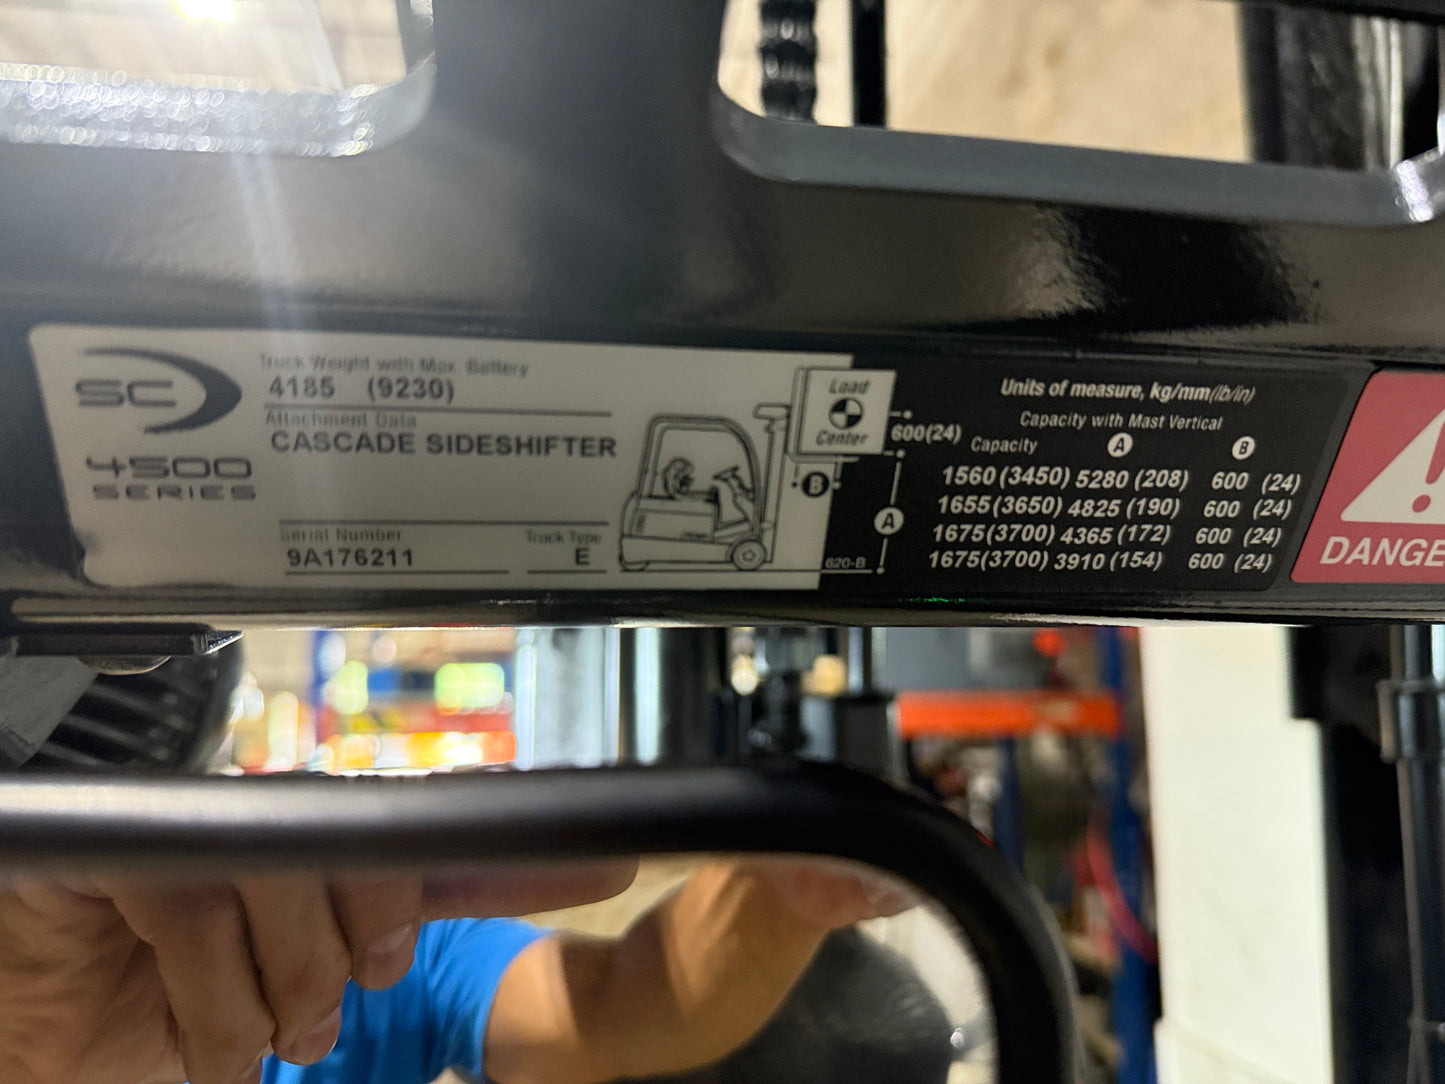 SC
4500
SERIES
Truck Weight with Max. Battery
4185 (9230)
Attachment Data
CASCADE SIDESHIFTER
Serial Number
9A176211
Truck Type
E
Load
Center
600(24)
B
A
620-B
Units of measure, kg/mm(lb/in)
Capacity with Mast Vertical
Capacity A B
1560(3450) 5280 (208) 600 (24)
1655(3650) 4825 (190) 600 (24)
1675(3700) 4365 (172) 600 (24)
1675(3700) 3910 (154) 600 (24)
DANGE